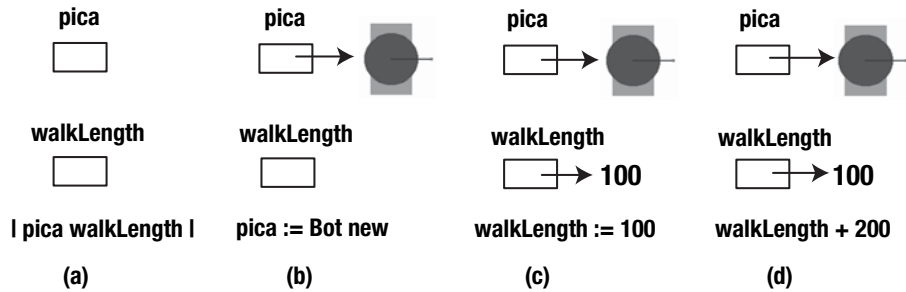 pica pica pica pica
walkLength walkLength walkLength walkLength
100 100
| pica walkLength | pica := Bot new walkLength := 100 walkLength + 200
(a) (b) (c) (d)